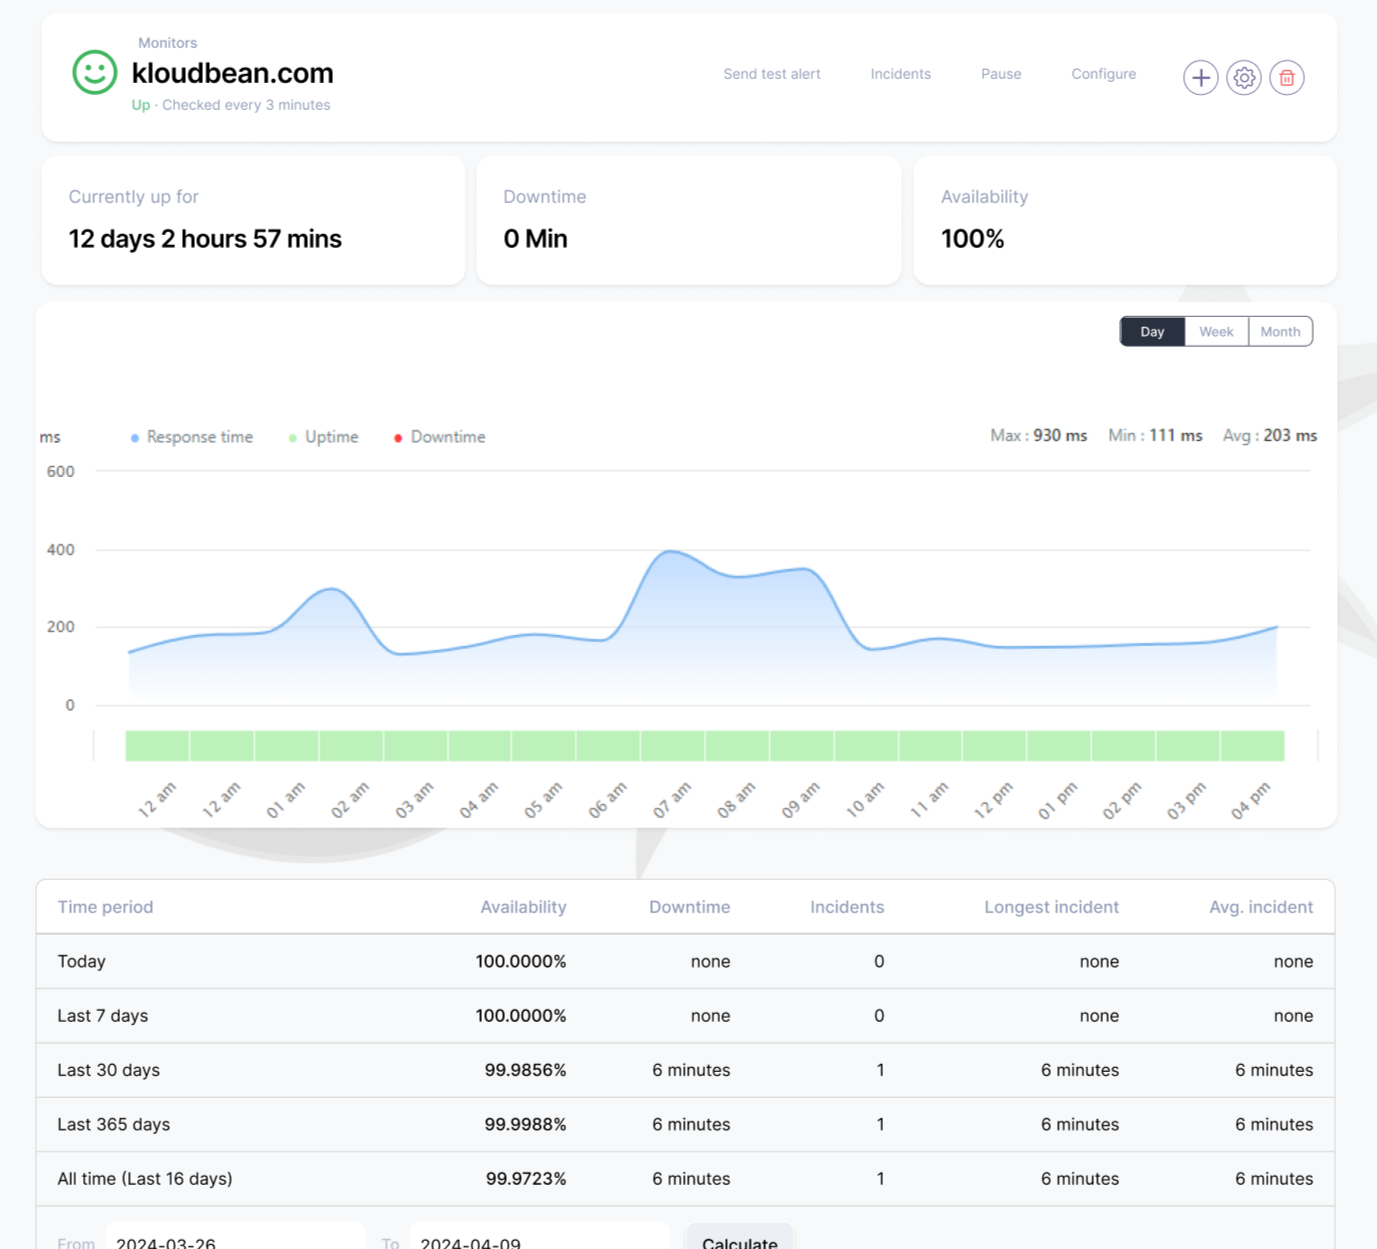 Monitors
kloudbean.com
Up · Checked every 3 minutes
Send test alert Incidents Pause Configure
Currently up for
12 days 2 hours 57 mins
Downtime
0 Min
Availability
100%
Day Week Month
ms Response time Uptime Downtime Max : 930 ms Min : 111 ms Avg : 203 ms
600
400
200
0
12 am 12 am 01 am 02 am 03 am 04 am 05 am 06 am 07 am 08 am 09 am 10 am 11 am 12 pm 01 pm 02 pm 03 pm 04 pm
Time period Availability Downtime Incidents Longest incident Avg. incident
Today 100.0000% none 0 none none
Last 7 days 100.0000% none 0 none none
Last 30 days 99.9856% 6 minutes 1 6 minutes 6 minutes
Last 365 days 99.9988% 6 minutes 1 6 minutes 6 minutes
All time (Last 16 days) 99.9723% 6 minutes 1 6 minutes 6 minutes
From 2024-03-26 To 2024-04-09 Calculate